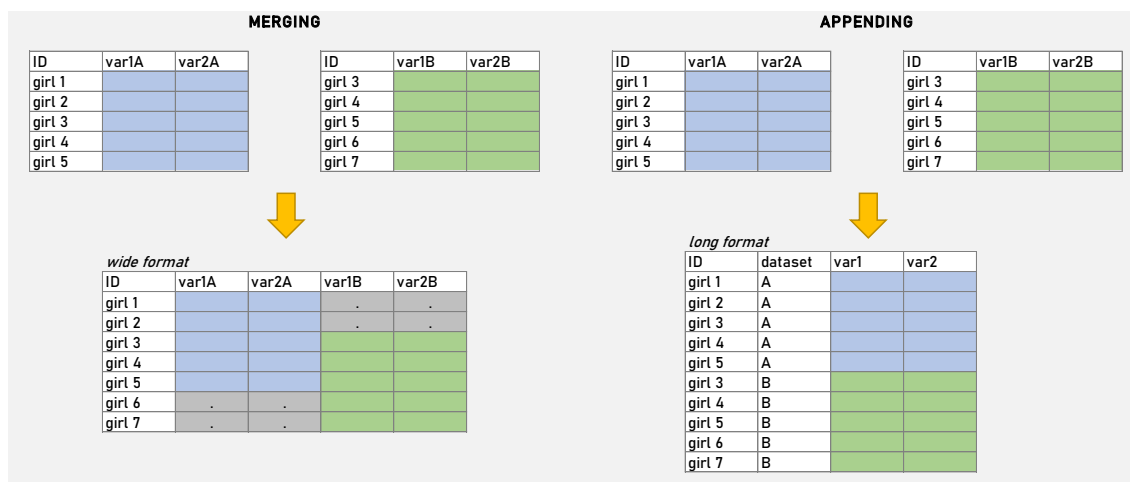 MERGING
ID var1A var2A
girl 1
girl 2
girl 3
girl 4
girl 5
ID var1B var2B
girl 3
girl 4
girl 5
girl 6
girl 7
wide format
ID var1A var2A var1B var2B
girl 1 . .
girl 2 . .
girl 3
girl 4
girl 5
girl 6 . .
girl 7 . .
APPENDING
ID var1A var2A
girl 1
girl 2
girl 3
girl 4
girl 5
ID var1B var2B
girl 3
girl 4
girl 5
girl 6
girl 7
long format
ID dataset var1 var2
girl 1 A
girl 2 A
girl 3 A
girl 4 A
girl 5 A
girl 3 B
girl 4 B
girl 5 B
girl 6 B
girl 7 B